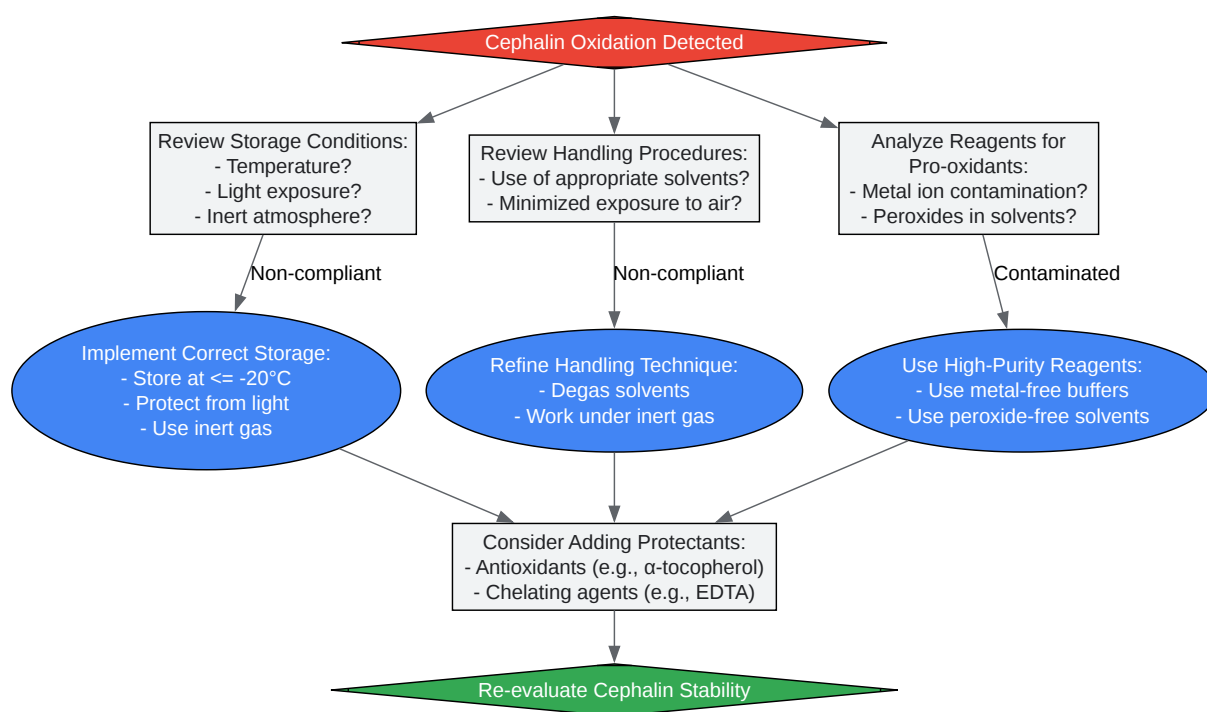 Cephalin Oxidation Detected
Review Storage Conditions:
- Temperature?
- Light exposure?
- Inert atmosphere?
Review Handling Procedures:
- Use of appropriate solvents?
- Minimized exposure to air?
Analyze Reagents for
Pro-oxidants:
- Metal ion contamination?
- Peroxides in solvents?
Non-compliant
Non-compliant
Contaminated
Implement Correct Storage:
- Store at <= -20°C
- Protect from light
- Use inert gas
Refine Handling Technique:
- Degas solvents
- Work under inert gas
Use High-Purity Reagents:
- Use metal-free buffers
- Use peroxide-free solvents
Consider Adding Protectants:
- Antioxidants (e.g., α-tocopherol)
- Chelating agents (e.g., EDTA)
Re-evaluate Cephalin Stability